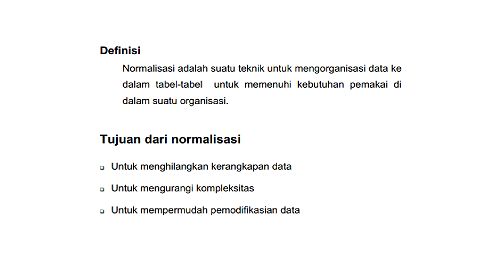 Definisi
Normalisasi adalah suatu teknik untuk mengorganisasi data ke
dalam tabel-tabel untuk memenuhi kebutuhan pemakai di
dalam suatu organisasi.
Tujuan dari normalisasi
Untuk menghilangkan kerangkapan data
Untuk mengurangi kompleksitas
Untuk mempermudah pemodifikasian data